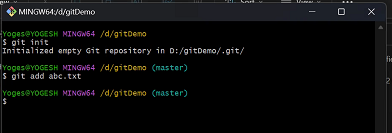 MINGW64:/d/gitDemo
Yoges@YOGESH MINGW64 /d/gitDemo
$ git init
Initialized empty Git repository in D:/gitDemo/.git/
Yoges@YOGESH MINGW64 /d/gitDemo (master)
$ git add abc.txt
Yoges@YOGESH MINGW64 /d/gitDemo (master)
$